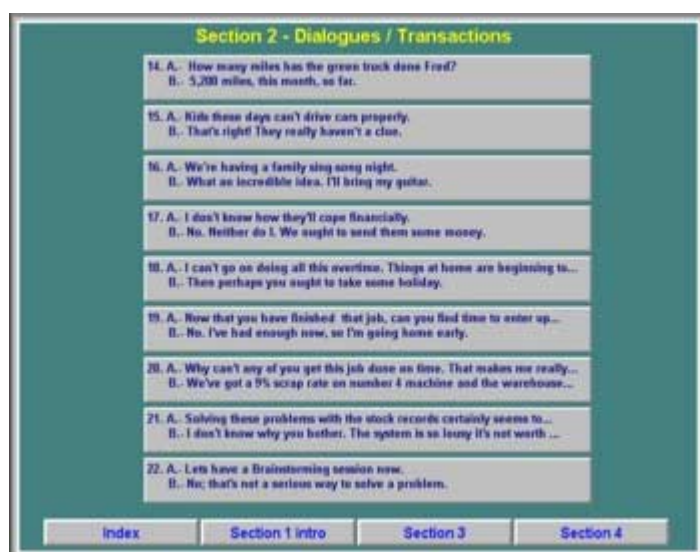 Section 2 - Dialogues / Transactions
14. A.- How many miles has the green truck done Fred?
B.- 5,200 miles, this month, so far.
15. A.- Kids these days can't drive cars properly.
B.- That's right! They really haven't a clue.
16. A.- We're having a family sing song night.
B.- What an incredible idea. I'll bring my guitar.
17. A.- I don't know how they'll cope financially.
B.- No. Neither do I. We ought to send them some money.
18. A.- I can't go on doing all this overtime. Things at home are beginning to...
B.- Then perhaps you ought to take some holiday.
19. A.- Now that you have finished that job, can you find time to enter up...
B.- No. I've had enough now, so I'm going home early.
20. A.- Why can't any of you get this job done on time. That makes me really...
B.- We've got a 9% scrap rate on number 4 machine and the warehouse...
21. A.- Solving these problems with the stock records certainly seems to...
B.- I don't know why you bother. The system is so lousy it's not worth ...
22. A.- Lets have a Brainstorming session now.
B.- No; that's not a serious way to solve a problem.
Index
Section 1 intro
Section 3
Section 4